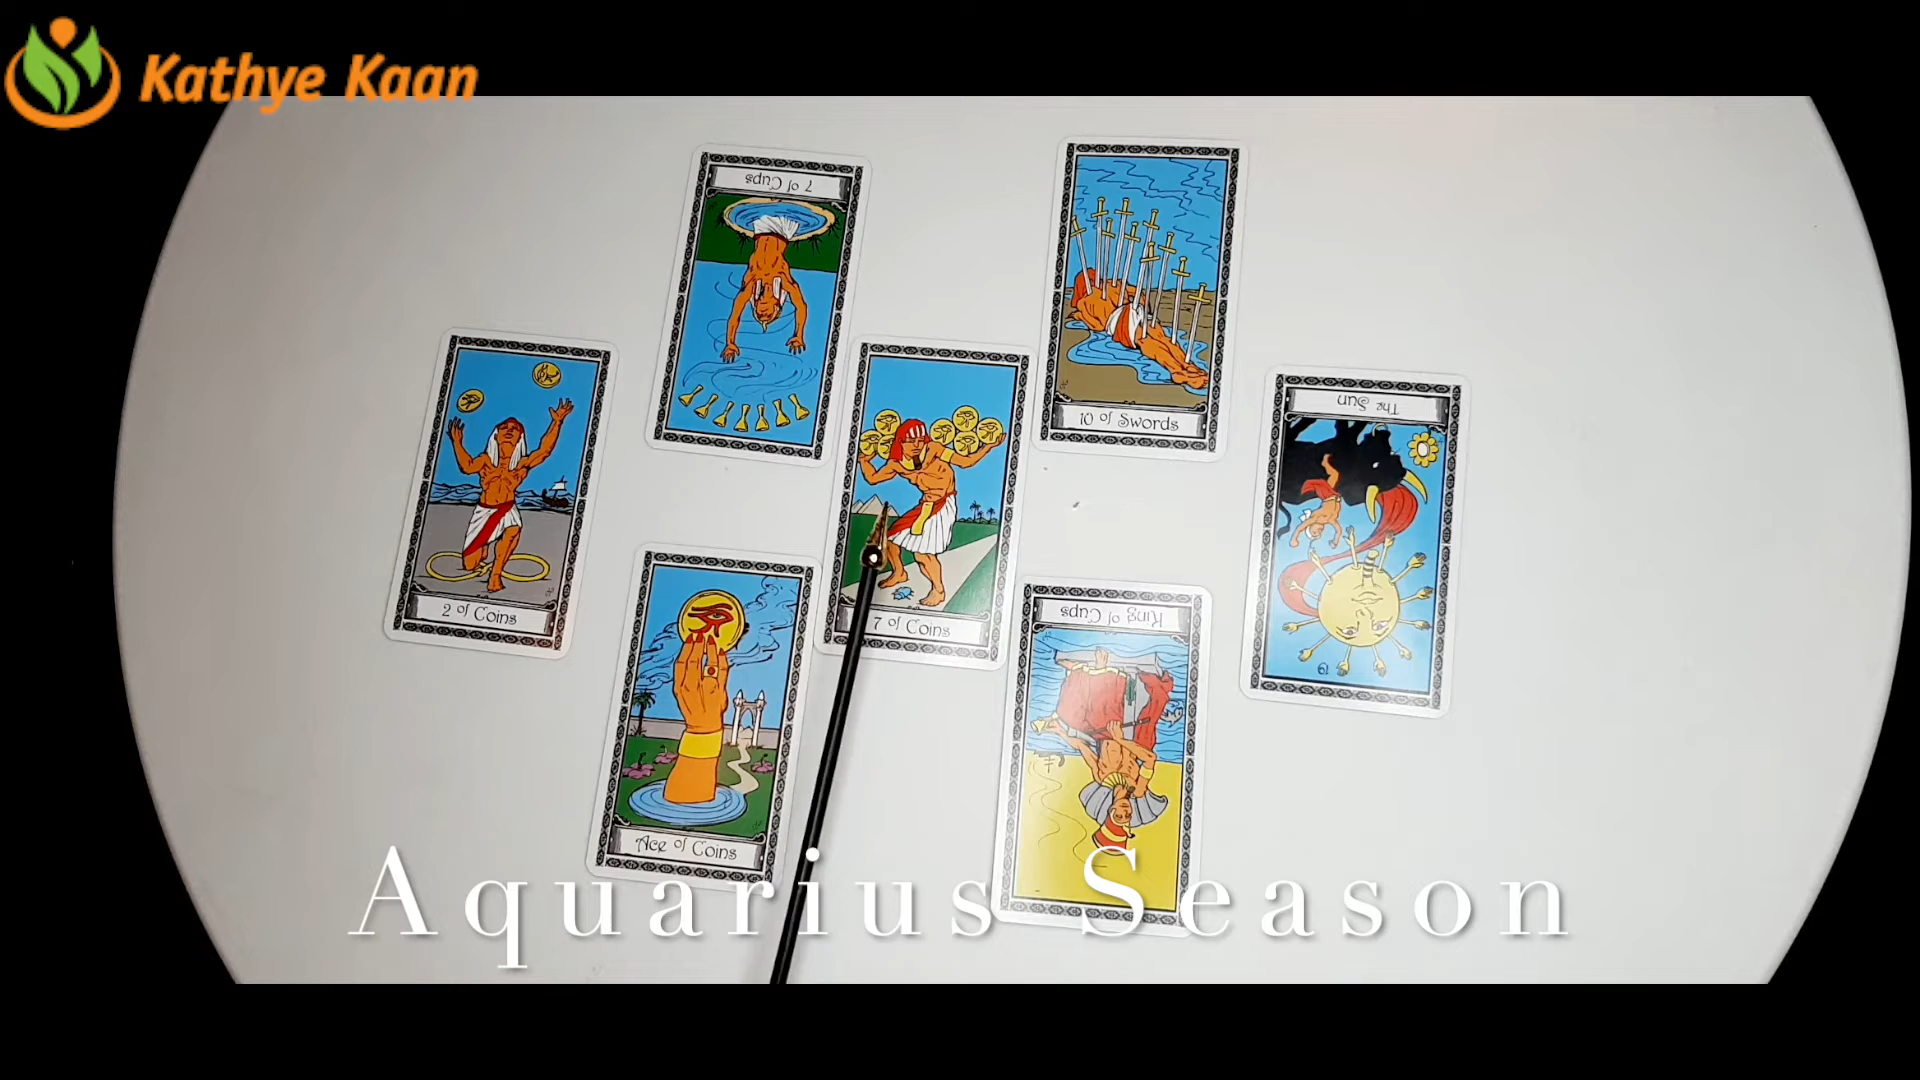 Kathye Kaan
7 of Cups
10 of Swords
The Sun
19
2 of Coins
7 of Coins
King of Cups
Ace of Coins
Aquarius Season